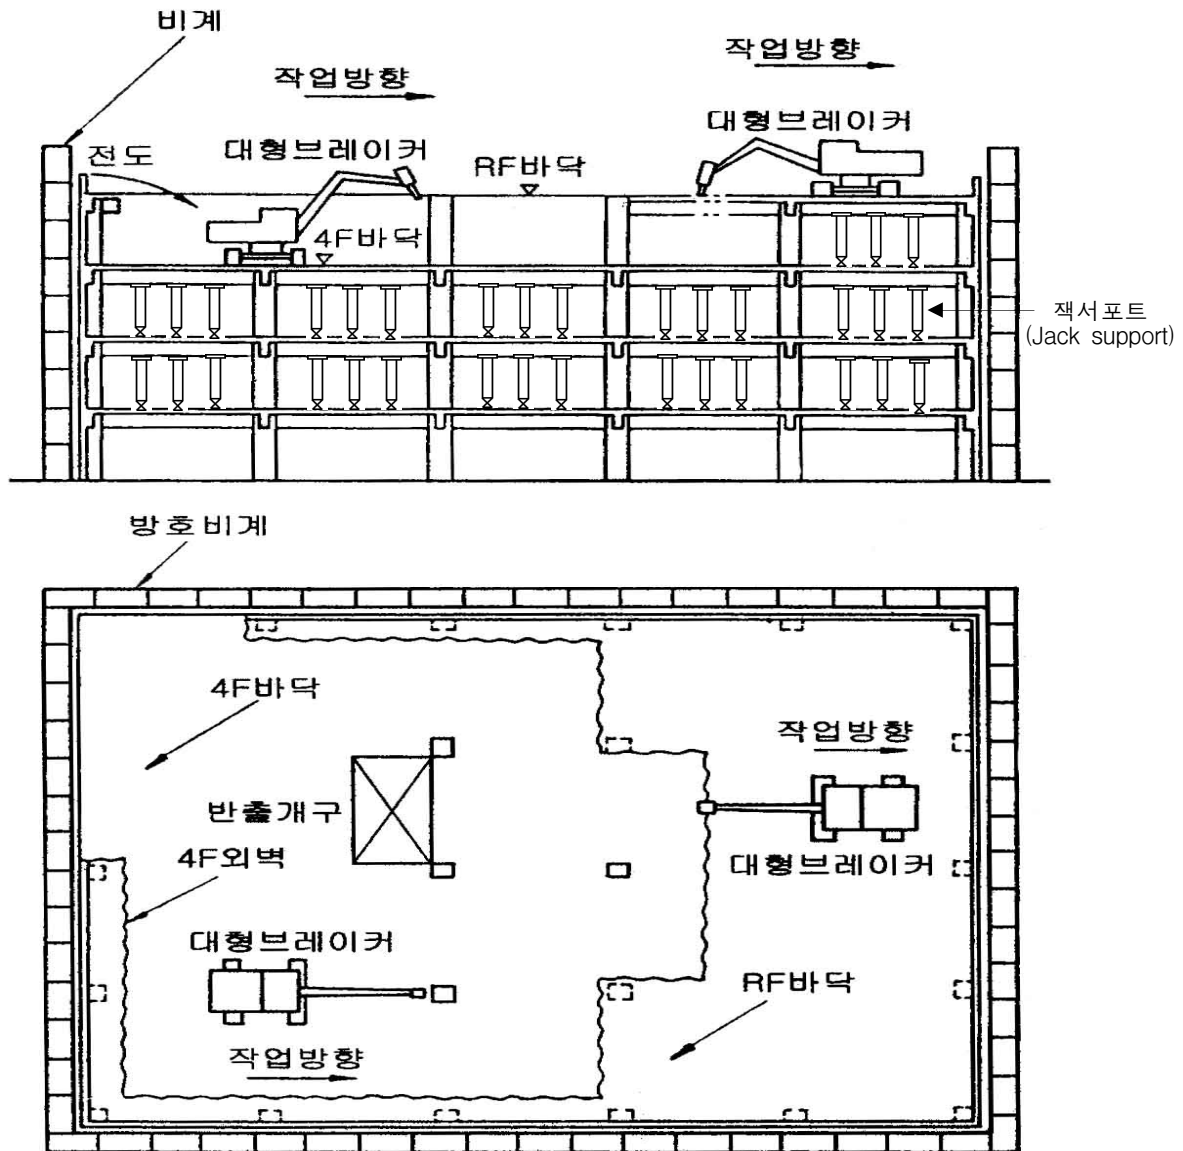 비계
작업방향
작업방향
대형브레이커
대형브레이커
전도
RF바닥
4F바닥
잭서포트
(Jack support)
방호비계
4F바닥
작업방향
반출개구
4F외벽
대형브레이커
대형브레이커
RF바닥
작업방향